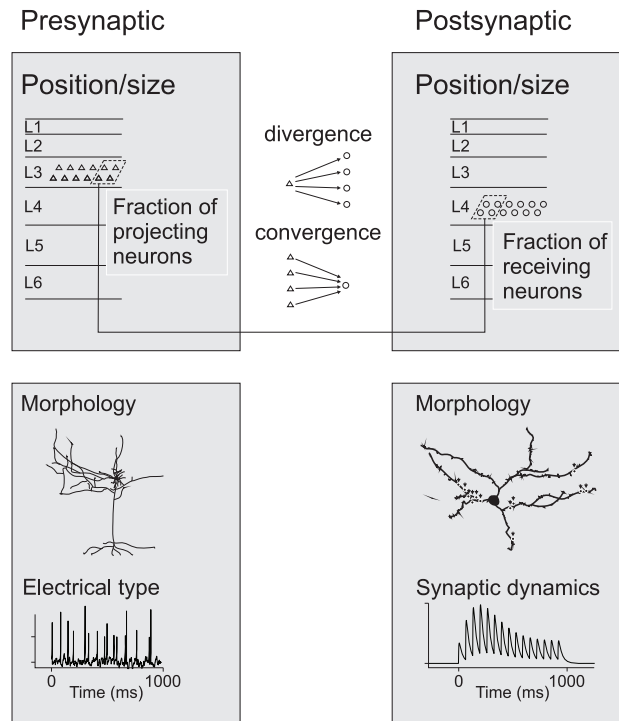 Presynaptic
Postsynaptic
Position/size
L1
L2
L3
L4
L5
L6
Fraction of
projecting
neurons
divergence
convergence
Position/size
L1
L2
L3
L4
L5
L6
Fraction of
receiving
neurons
Morphology
Electrical type
0
1000
Time (ms)
Morphology
Synaptic dynamics
0
1000
Time (ms)